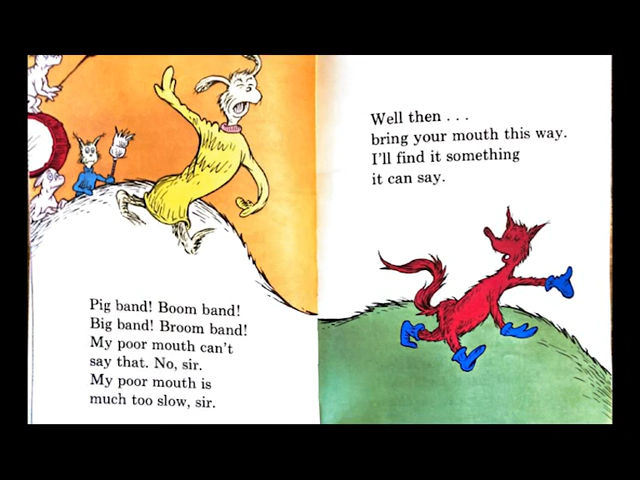 Pig band! Boom band!
Big band! Broom band!
My poor mouth can't
say that. No, sir.
My poor mouth is
much too slow, sir.
Well then . . .
bring your mouth this way.
I'll find it something
it can say.